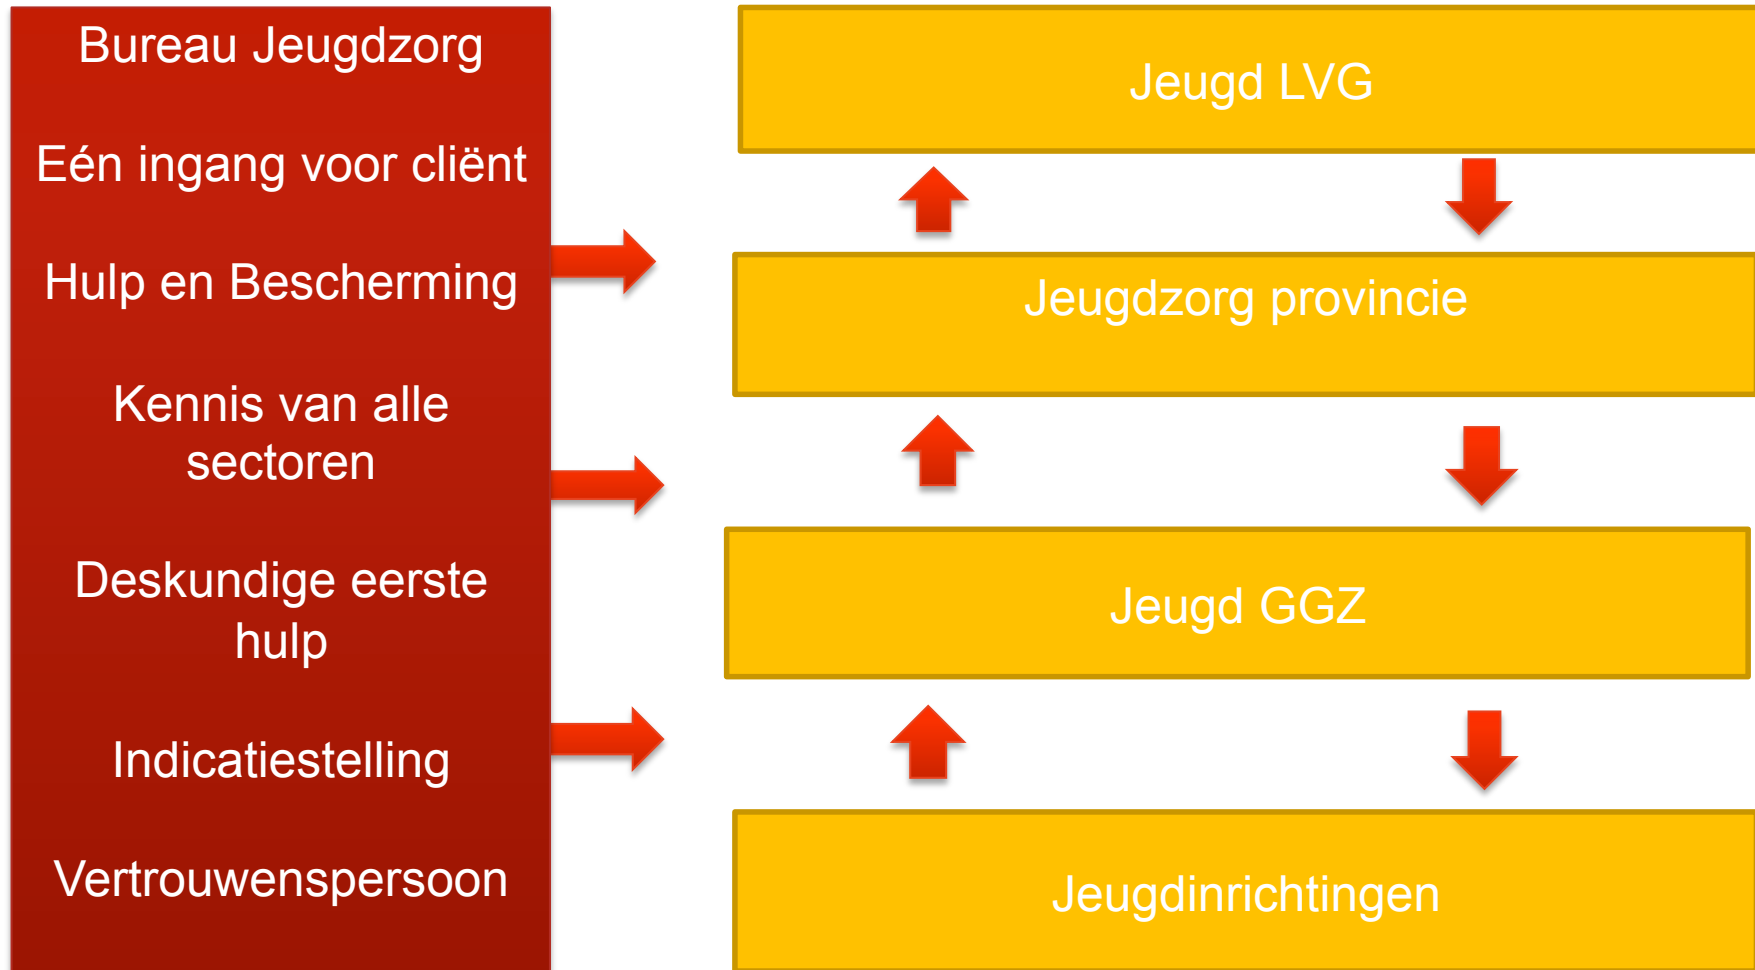 Bureau Jeugdzorg
Eén ingang voor cliënt
Hulp en Bescherming
Kennis van alle
sectoren
Deskundige eerste
hulp
Indicatiestelling
Vertrouwenspersoon
Jeugd LVG
Jeugdzorg provincie
Jeugd GGZ
Jeugdinrichtingen